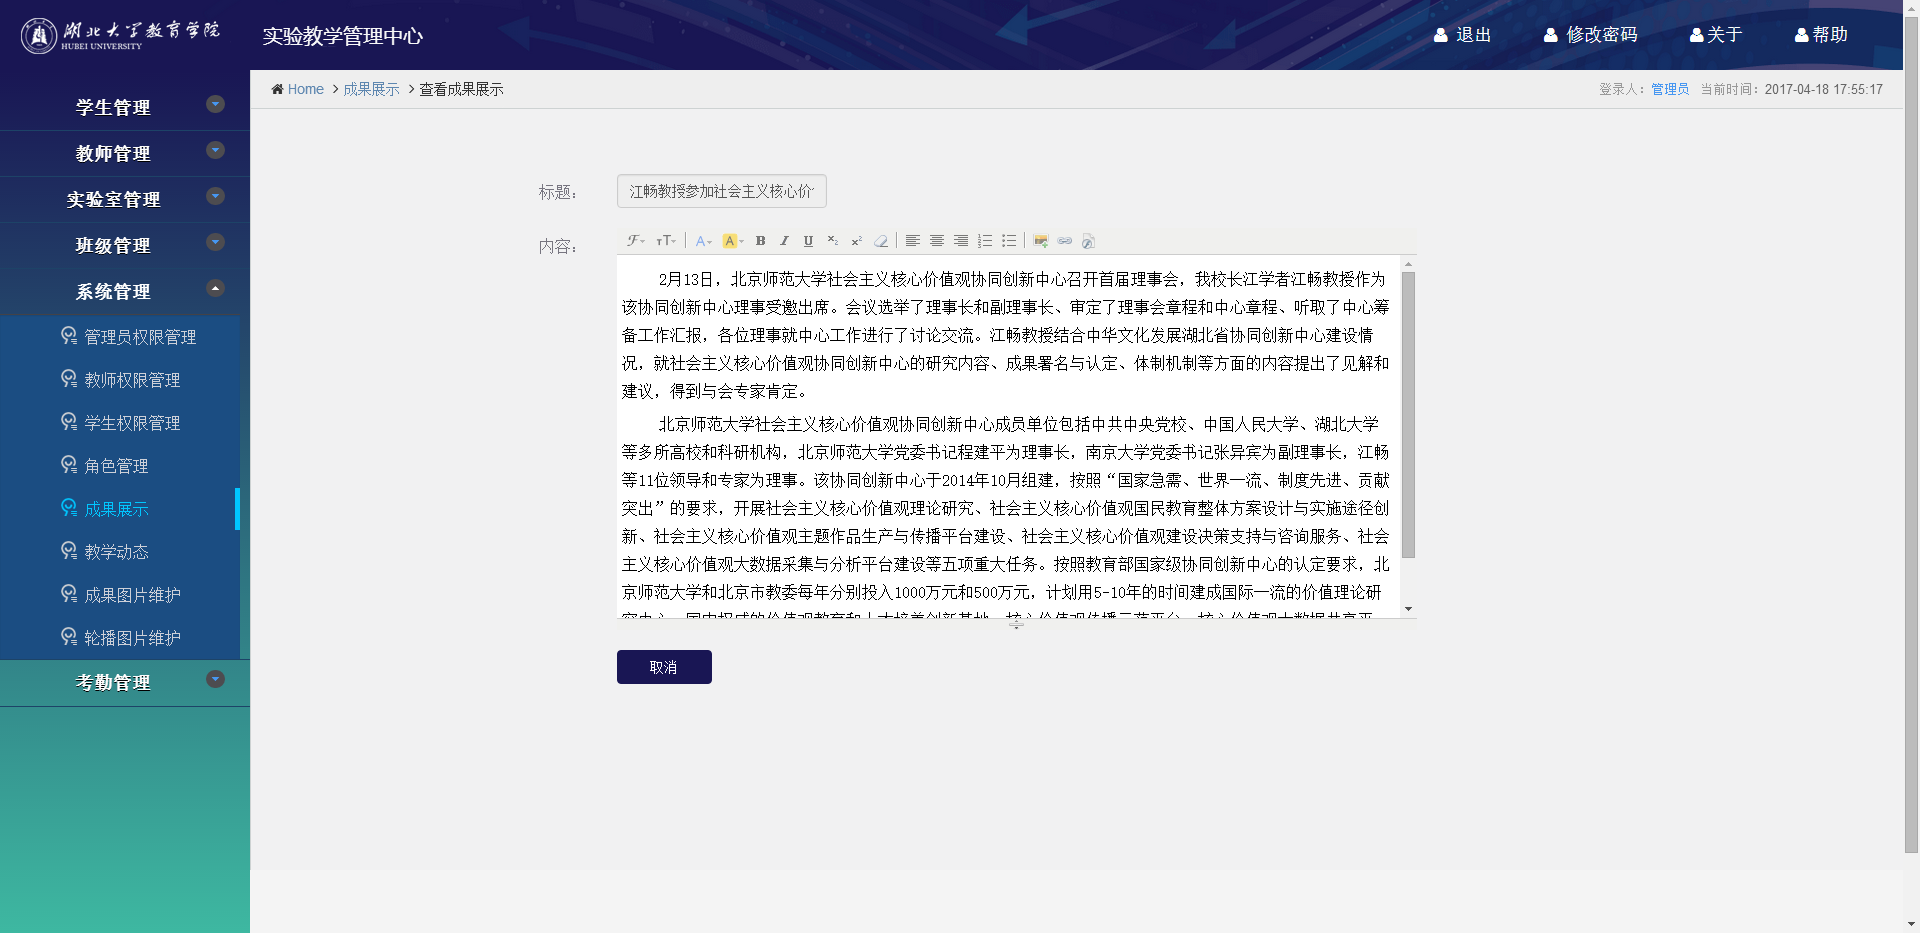 湖北大学教育学院
HUBEI UNIVERSITY
实验教学管理中心
退出
修改密码
关于
帮助
Home > 成果展示 > 查看成果展示
登录人：管理员 当前时间：2017-04-18 17:55:17
学生管理
教师管理
实验室管理
班级管理
系统管理
管理员权限管理
教师权限管理
学生权限管理
角色管理
成果展示
教学动态
成果图片维护
轮播图片维护
考勤管理
标题：
江畅教授参加社会主义核心价
内容：
2月13日，北京师范大学社会主义核心价值观协同创新中心召开首届理事会，我校长江学者江畅教授作为
该协同创新中心理事受邀出席。会议选举了理事长和副理事长、审定了理事会章程和中心章程、听取了中心筹
备工作汇报，各位理事就中心工作进行了讨论交流。江畅教授结合中华文化发展湖北省协同创新中心建设情
况，就社会主义核心价值观协同创新中心的研究内容、成果署名与认定、体制机制等方面的内容提出了见解和
建议，得到与会专家肯定。
北京师范大学社会主义核心价值观协同创新中心成员单位包括中共中央党校、中国人民大学、湖北大学
等多所高校和科研机构，北京师范大学党委书记程建平为理事长，南京大学党委书记张异宾为副理事长，江畅
等11位领导和专家为理事。该协同创新中心于2014年10月组建，按照“国家急需、世界一流、制度先进、贡献
突出”的要求，开展社会主义核心价值观理论研究、社会主义核心价值观国民教育整体方案设计与实施途径创
新、社会主义核心价值观主题作品生产与传播平台建设、社会主义核心价值观建设决策支持与咨询服务、社会
主义核心价值观大数据采集与分析平台建设等五项重大任务。按照教育部国家级协同创新中心的认定要求，北
京师范大学和北京市教委每年分别投入1000万元和500万元，计划用5-10年的时间建成国际一流的价值理论研
取消